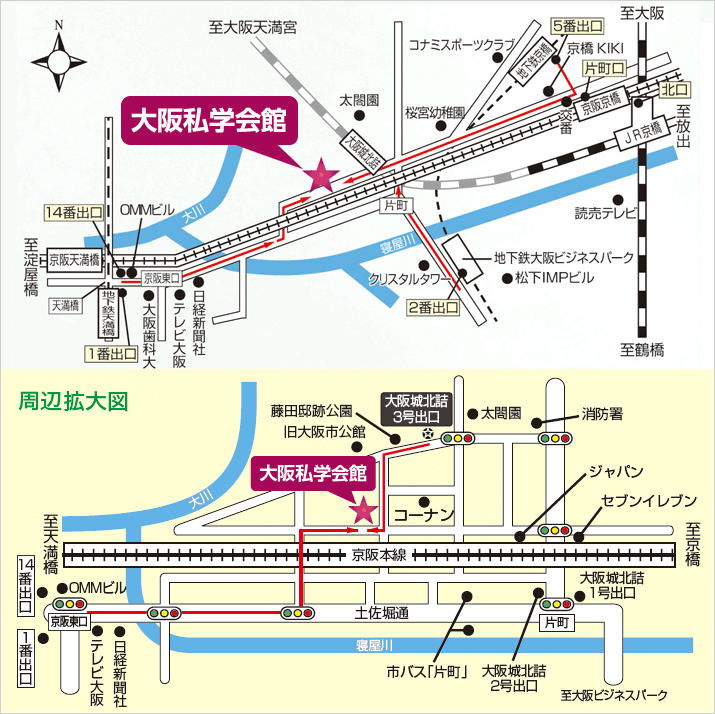 至大阪天満宮
至大阪
N
コナミスポーツクラブ
5番出口
地下鉄京橋
京橋 KIKI
片町口
太閤園
北口
大阪私学会館
桜宮幼稚園
交番
京阪京橋
至放出
大阪城北詰
JR京橋
14番出口
OMMビル
大川
片町
読売テレビ
寝屋川
至淀屋橋
京阪天満橋
京阪東口
地下鉄大阪ビジネスパーク
クリスタルタワー
松下IMPビル
天満橋
地下鉄天満橋
大阪歯科大
テレビ大阪
日経新聞社
2番出口
1番出口
至鶴橋
周辺拡大図
藤田邸跡公園
大阪城北詰
3号出口
太閤園
消防署
旧大阪市公館
大阪私学会館
ジャパン
大川
コーナン
セブンイレブン
至天満橋
京阪本線
至京橋
14番出口
OMMビル
大阪城北詰
1号出口
京阪東口
土佐堀通
片町
1番出口
テレビ大阪
日経新聞社
寝屋川
市バス「片町」
大阪城北詰
2号出口
至大阪ビジネスパーク